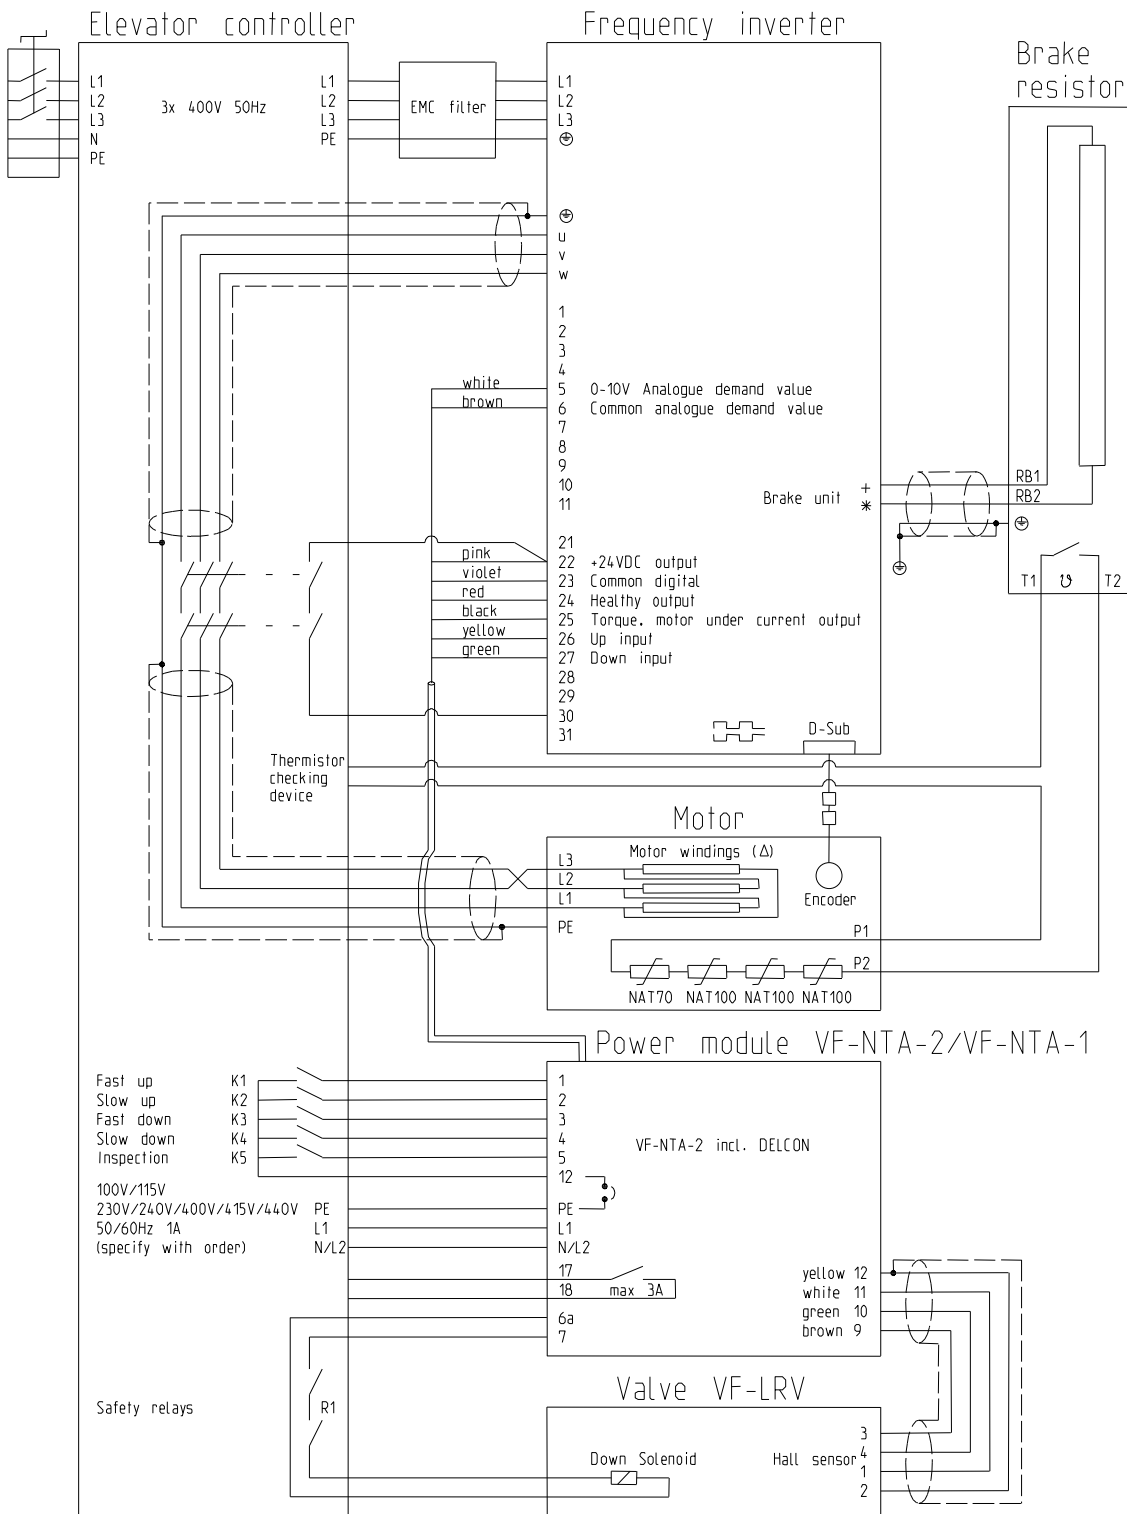 Elevator controller
Frequency inverter
Brake
resistor
L1
L2
L3
N
PE
3x 400V 50Hz
L1
L2
L3
PE
EMC filter
L1
L2
L3
u
v
w
1
2
3
4
white 5 0-10V Analogue demand value
brown 6 Common analogue demand value
7
8
9
10
11
Brake unit +
*
RB1
RB2
21
pink 22 +24VDC output
violet 23 Common digital
red 24 Healthy output
black 25 Torque. motor under current output
yellow 26 Up input
green 27 Down input
28
29
30
31
T1 ϑ T2
D-Sub
Thermistor
checking
device
Motor
L3
L2
L1
PE
Motor windings (Δ)
Encoder
P1
P2
NAT70 NAT100 NAT100 NAT100
Power module VF-NTA-2/VF-NTA-1
Fast up K1 1
Slow up K2 2
Fast down K3 3
Slow down K4 4
Inspection K5 5
VF-NTA-2 incl. DELCON
12
100V/115V
230V/240V/400V/415V/440V PE PE
50/60Hz 1A L1 L1
(specify with order) N/L2 N/L2
17
18 max 3A
6a
7
yellow 12
white 11
green 10
brown 9
Valve VF-LRV
Safety relays R1
Down Solenoid
Hall sensor
3
4
1
2